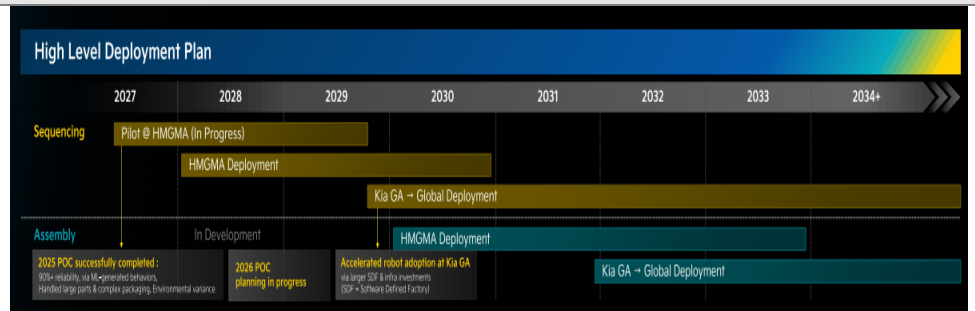 High Level Deployment Plan
2027 2028 2029 2030 2031 2032 2033 2034+
Sequencing
Pilot @ HMGMA (In Progress)
HMGMA Deployment
Kia GA → Global Deployment
Assembly
In Development
HMGMA Deployment
Kia GA → Global Deployment
2025 POC successfully completed :
90%+ reliability, via ML-generated behaviors.
Handled large parts & complex packaging, Environmental variance
2026 POC
planning in progress
Accelerated robot adoption at Kia GA
via larger SDF & infra investments
(SDF = Software Defined Factory)